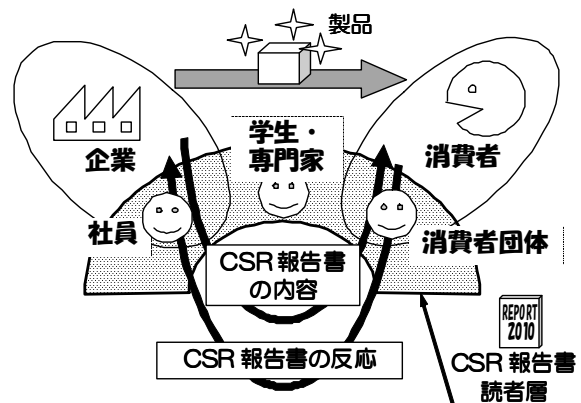 製品
企業
学生・
専門家
消費者
社員
消費者団体
CSR 報告書
の内容
REPORT
2010
CSR 報告書の反応
CSR 報告書
読者層